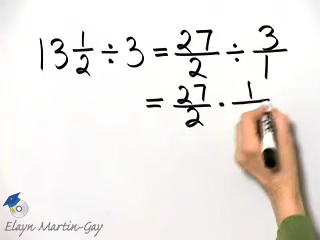 13 1/2 ÷ 3 = 27/2 ÷ 3/1
= 27/2 · 1/
Elayn Martin-Gay